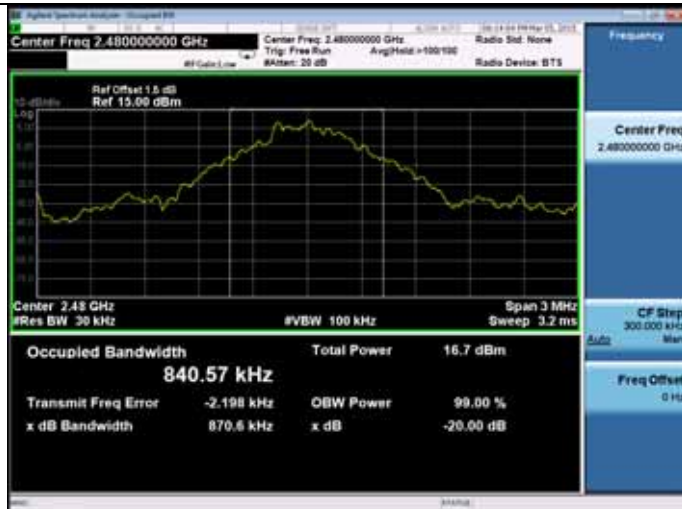 Agilent Spectrum Analyzer - Occupied BW
Center Freq 2.480000000 GHz
Center Freq: 2.480000000 GHz
Trig: Free Run Avg|Hold:>100/100
#IFGain:Low #Atten: 20 dB
Radio Std: None
Radio Device: BTS
Frequency
Ref Offset 1.6 dB
10 dB/div Ref 15.00 dBm
Log
Center Freq
2.480000000 GHz
Center 2.48 GHz Span 3 MHz
#Res BW 30 kHz #VBW 100 kHz Sweep 3.2 ms
CF Step
300.000 kHz
Auto Man
Occupied Bandwidth Total Power 16.7 dBm
840.57 kHz
Transmit Freq Error -2.198 kHz OBW Power 99.00 %
x dB Bandwidth 870.6 kHz x dB -20.00 dB
Freq Offset
0 Hz